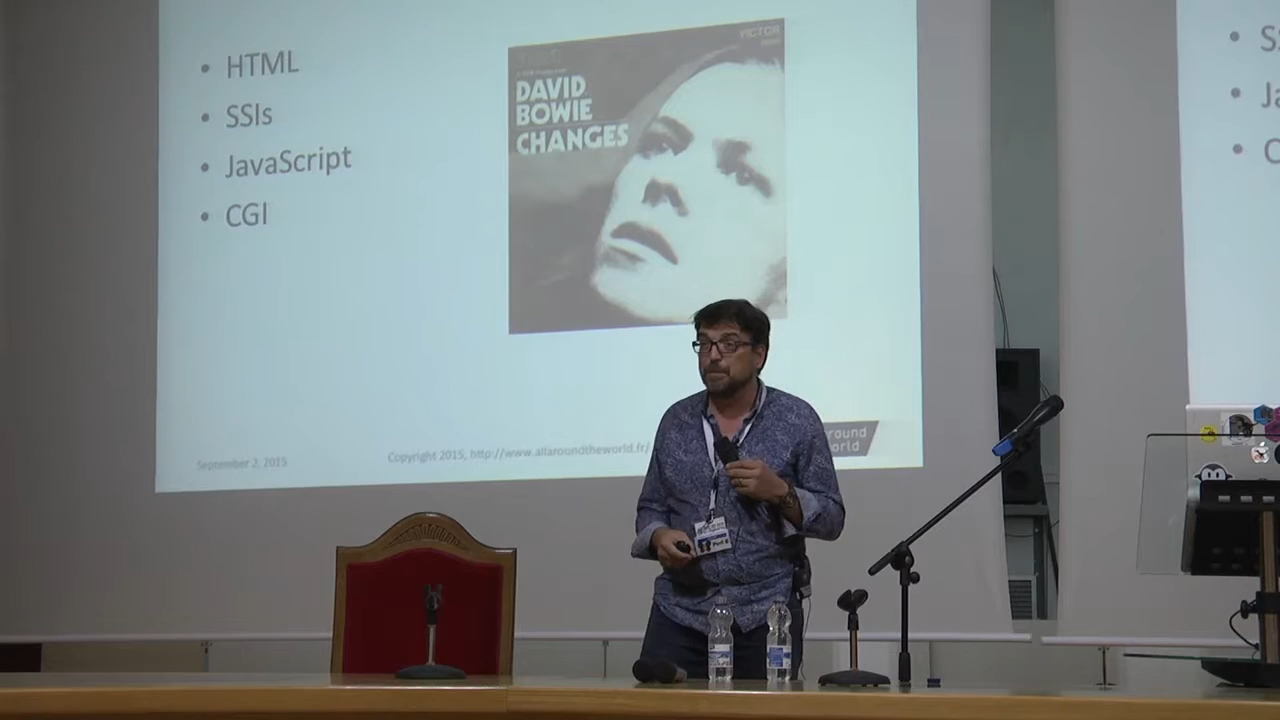 HTML
SSIs
JavaScript
CGI
VICTOR
DAVID
BOWIE
CHANGES
September 2, 2015
Copyright 2015, http://www.allaroundtheworld.fr/
round
orld